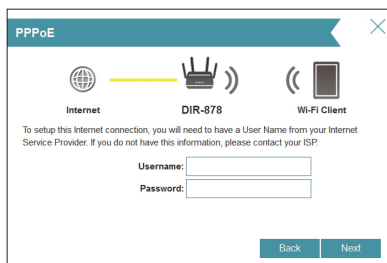 PPPoE
Internet
DIR-878
Wi-Fi Client
To setup this Internet connection, you will need to have a User Name from your Internet
Service Provider. If you do not have this information, please contact your ISP.
Username:
Password:
Back
Next